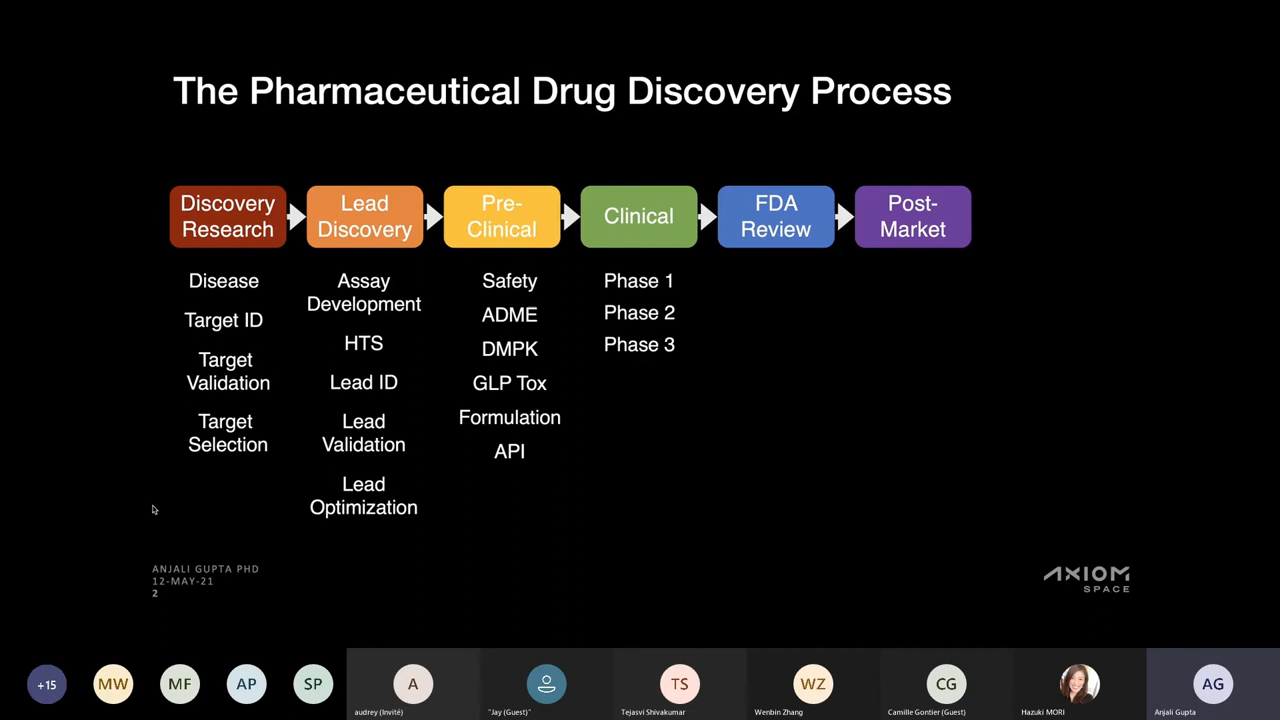 The Pharmaceutical Drug Discovery Process
Discovery
Research
Lead
Discovery
Pre-
Clinical
Clinical
FDA
Review
Post-
Market
Disease
Target ID
Target
Validation
Target
Selection
Assay
Development
HTS
Lead ID
Lead
Validation
Lead
Optimization
Safety
ADME
DMPK
GLP Tox
Formulation
API
Phase 1
Phase 2
Phase 3
ANJALI GUPTA PHD
12-MAY-21
2
AXIOM
SPACE
+15
MW
MF
AP
SP
A
audrey (Invité)
"Jay (Guest)"
TS
Tejasvi Shivakumar
WZ
Wenbin Zhang
CG
Camille Gontier (Guest)
Hazuki MORI
AG
Anjali Gupta